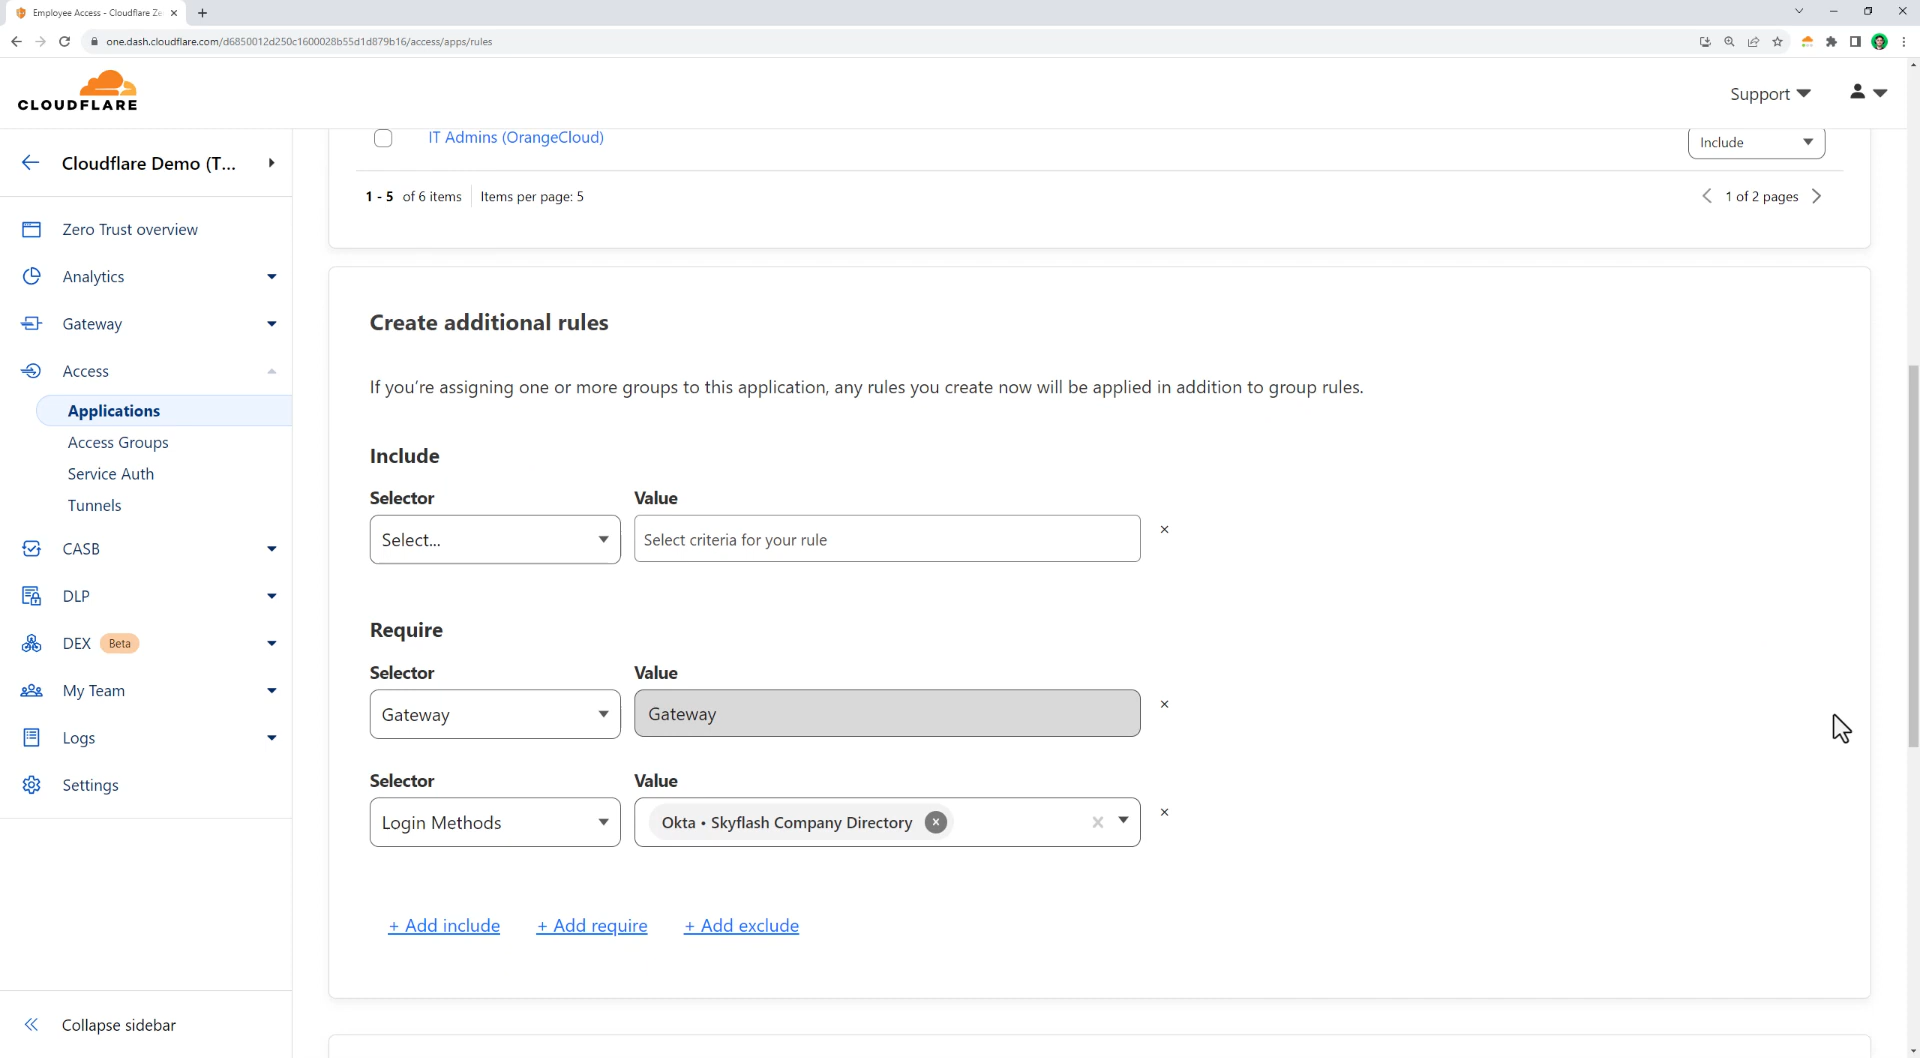 Employee Access - Cloudflare Ze
one.dash.cloudflare.com/d6850012d250c1600028b55d1d879b16/access/apps/rules
CLOUDFLARE
Support
Cloudflare Demo (T...
Zero Trust overview
Analytics
Gateway
Access
Applications
Access Groups
Service Auth
Tunnels
CASB
DLP
DEX Beta
My Team
Logs
Settings
Collapse sidebar
IT Admins (OrangeCloud) Include
1 - 5 of 6 items Items per page: 5 1 of 2 pages
Create additional rules
If you're assigning one or more groups to this application, any rules you create now will be applied in addition to group rules.
Include
Selector Value
Select... Select criteria for your rule
Require
Selector Value
Gateway Gateway
Selector Value
Login Methods Okta • Skyflash Company Directory
+ Add include + Add require + Add exclude